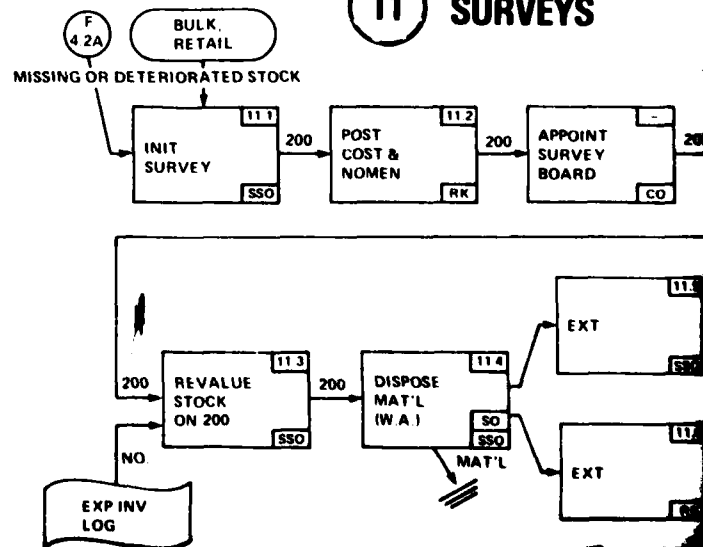 11
SURVEYS
F
4.2A
BULK,
RETAIL
MISSING OR DETERIORATED STOCK
11.1
INIT
SURVEY
SSO
200
11.2
POST
COST &
NOMEN
RK
200
-
APPOINT
SURVEY
BOARD
CO
200
11.3
REVALUE
STOCK
ON 200
SSO
200
11.4
DISPOSE
MAT'L
(W.A.)
SO
SSO
MAT'L
EXT
SSO
EXT
NO.
EXP INV
LOG